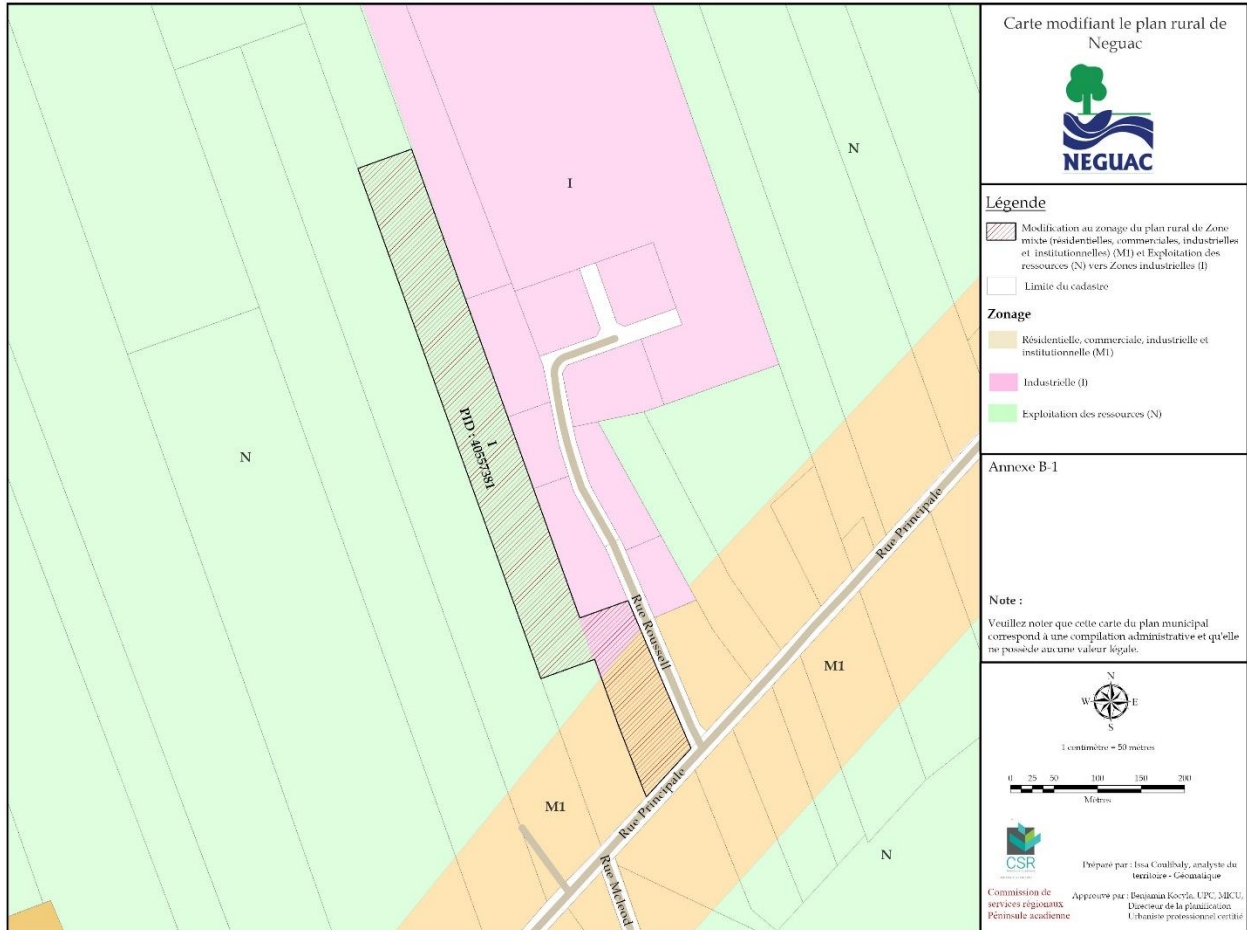 Carte modifiant le plan rural de
Neguac
NEGUAC
Légende
Modification au zonage du plan rural de Zone
mixte (résidentielles, commerciales, industrielles
et institutionnelles) (M1) et Exploitation des
ressources (N) vers Zones industrielles (I)
Limite du cadastre
Zonage
Résidentielle, commerciale, industrielle et
institutionnelle (M1)
Industrielle (I)
Exploitation des ressources (N)
Annexe B-1
Note :
Veuillez noter que cette carte du plan municipal
correspond à une compilation administrative et qu'elle
ne possède aucune valeur légale.
N
W E
S
1 centimètre = 50 mètres
0 25 50 100 150 200
Mètres
CSR
Commission de
services régionaux
Péninsule acadienne
Préparé par : Issa Coulibaly, analyste du
territoire - Géomatique
Approuvé par : Benjamin Kocyla, UPC, MICU,
Directeur de la planification
Urbaniste professionnel certifié
N
I
N
I
PID : 40557381
Rue Roussell
Rue Principale
M1
Rue Principale
M1
Rue Mcleod
N